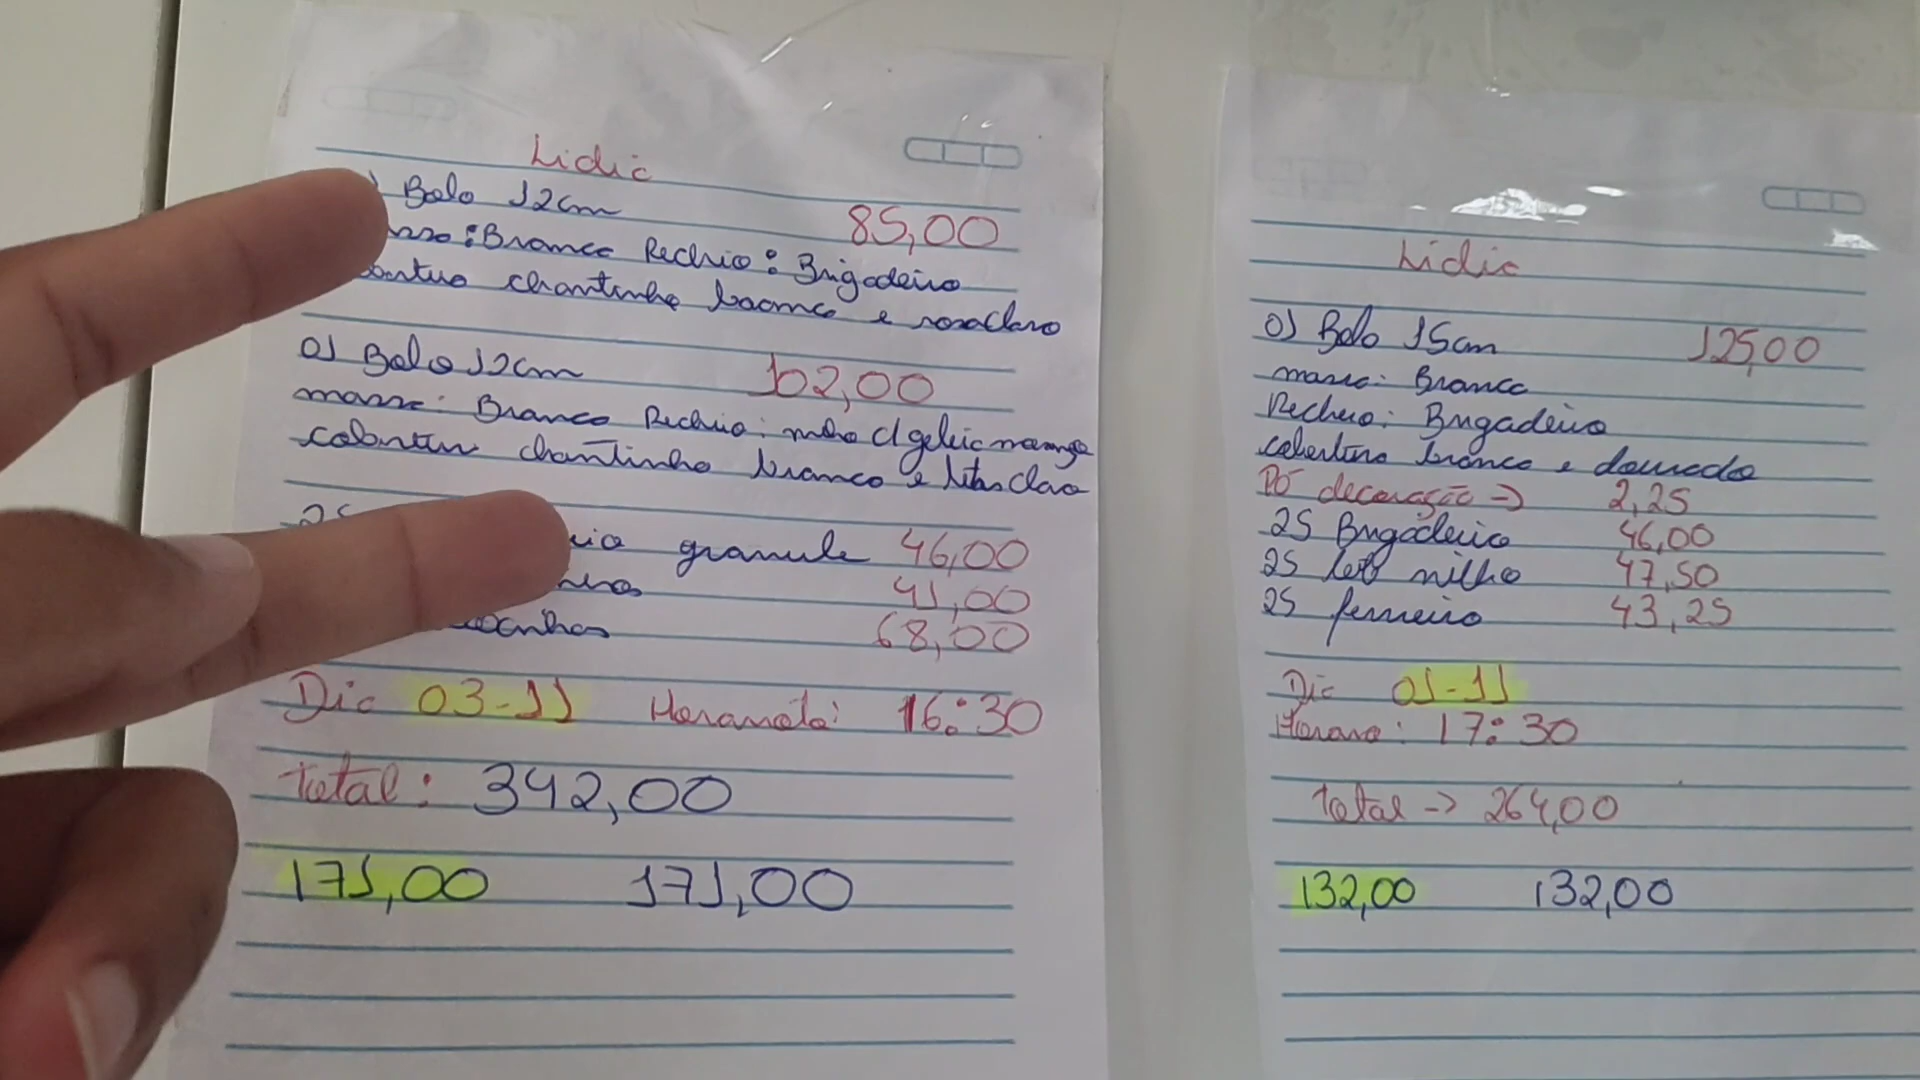 Lidia
Bolo 12cm 85,00
Branca Recheio: Brigadeiro
chantinho branco e rosa claro
01 Bolo 12cm 102,00
massa: Branca Recheio: ninho c/ geleia morango
cobertura chantinho branco e lilás claro
25 granule 46,00
41,00
68,00
Dia 03-11 Horário: 16:30
total: 342,00
171,00 171,00
Lidia
01 Bolo 15cm 125,00
massa: Branca
Recheio: Brigadeiro
cobertura branco e dourado
Pó decoração -> 2,25
25 Brigadeiro 46,00
25 leite ninho 47,50
25 ferreiro 43,25
Dia 01-11
Horario: 17:30
total -> 264,00
132,00 132,00